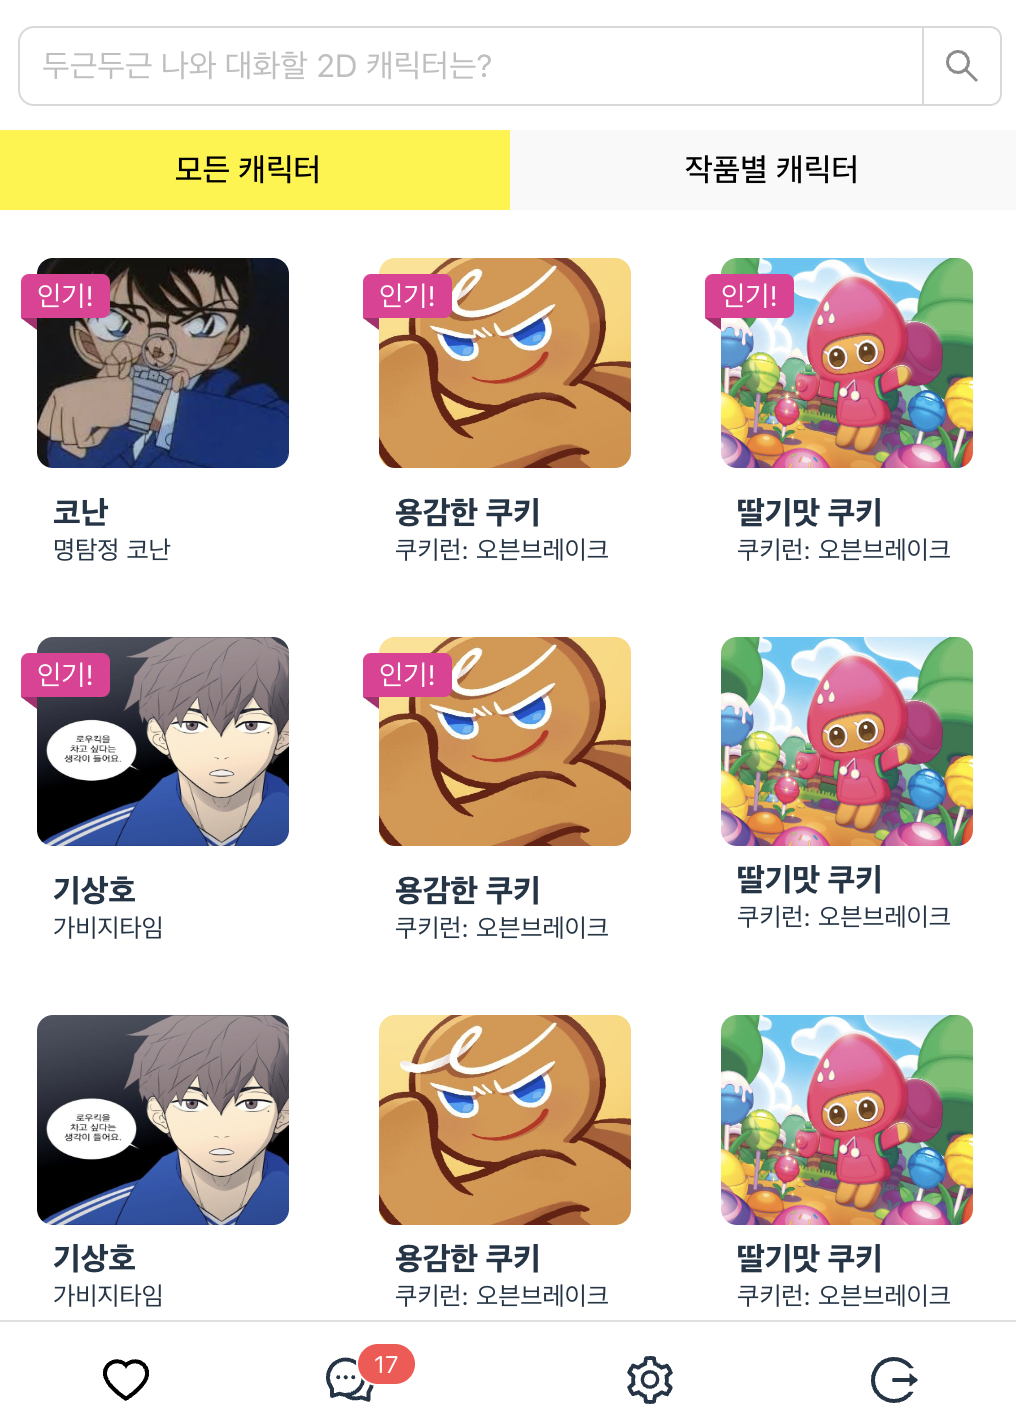 두근두근 나와 대화할 2D 캐릭터는?
모든 캐릭터
작품별 캐릭터
인기!
인기!
인기!
코난
명탐정 코난
용감한 쿠키
쿠키런: 오븐브레이크
딸기맛 쿠키
쿠키런: 오븐브레이크
인기!
로우킥을
차고 싶다는
생각이 들어요.
인기!
기상호
가비지타임
용감한 쿠키
쿠키런: 오븐브레이크
딸기맛 쿠키
쿠키런: 오븐브레이크
로우킥을
차고 싶다는
생각이 들어요.
기상호
가비지타임
용감한 쿠키
쿠키런: 오븐브레이크
딸기맛 쿠키
쿠키런: 오븐브레이크
17